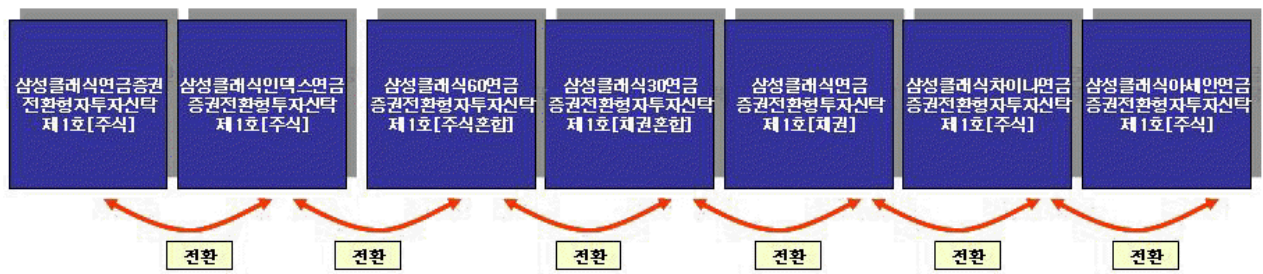 삼성클래식연금증권
전환형자투자신탁
제1호[주식]
삼성클래식인덱스연금
증권전환형투자신탁
제1호[주식]
삼성클래식60연금
증권전환형자투자신탁
제1호[주식혼합]
삼성클래식30연금
증권전환형자투자신탁
제1호[채권혼합]
삼성클래식연금
증권전환형자투자신탁
제1호[채권]
삼성클래식차이나연금
증권전환형자투자신탁
제1호[주식]
삼성클래식아세안연금
증권전환형자투자신탁
제1호[주식]
전환
전환
전환
전환
전환
전환